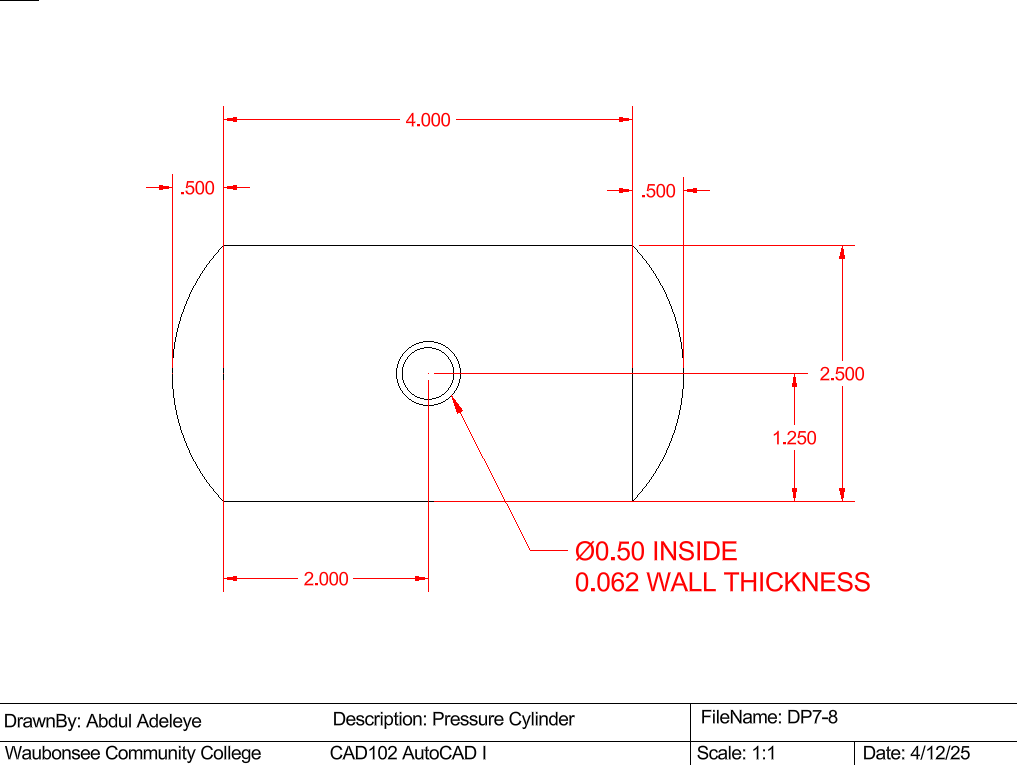 4.000
.500
.500
2.500
1.250
Ø0.50 INSIDE
0.062 WALL THICKNESS
2.000
DrawnBy: Abdul Adeleye
Description: Pressure Cylinder
FileName: DP7-8
Waubonsee Community College
CAD102 AutoCAD I
Scale: 1:1
Date: 4/12/25